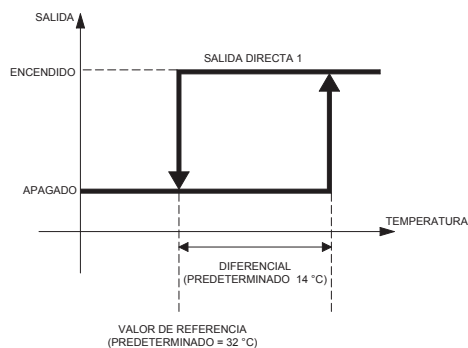 SALIDA
SALIDA DIRECTA 1
ENCENDIDO
APAGADO
TEMPERATURA
DIFERENCIAL
(PREDETERMINADO 14 °C)
VALOR DE REFERENCIA
(PREDETERMINADO = 32 °C)